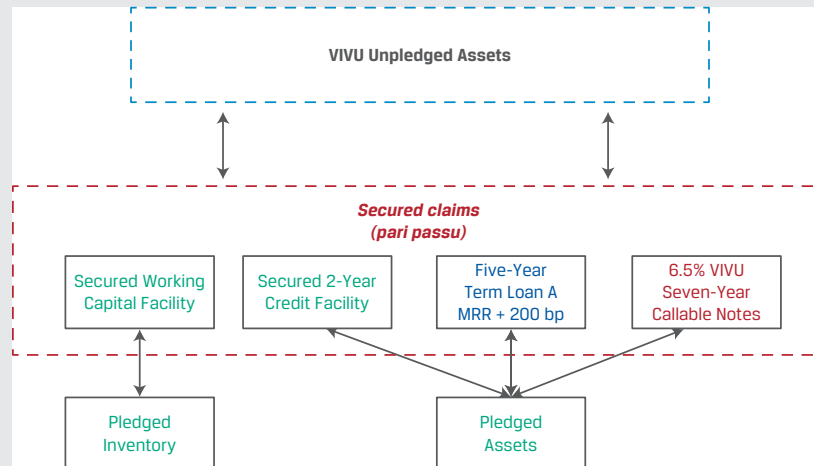 VIVU Unpledged Assets
Secured claims
(pari passu)
Secured Working
Capital Facility
Secured 2-Year
Credit Facility
Five-Year
Term Loan A
MRR + 200 bp
6.5% VIVU
Seven-Year
Callable Notes
Pledged
Inventory
Pledged
Assets